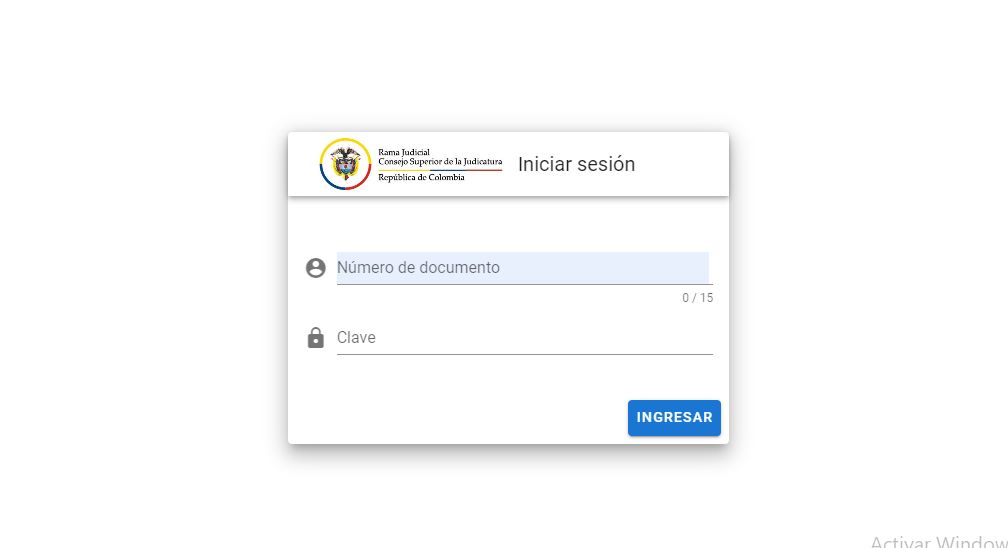 Rama Judicial
Consejo Superior de la Judicatura
República de Colombia
Iniciar sesión
Número de documento
0 / 15
Clave
INGRESAR
Activar Window